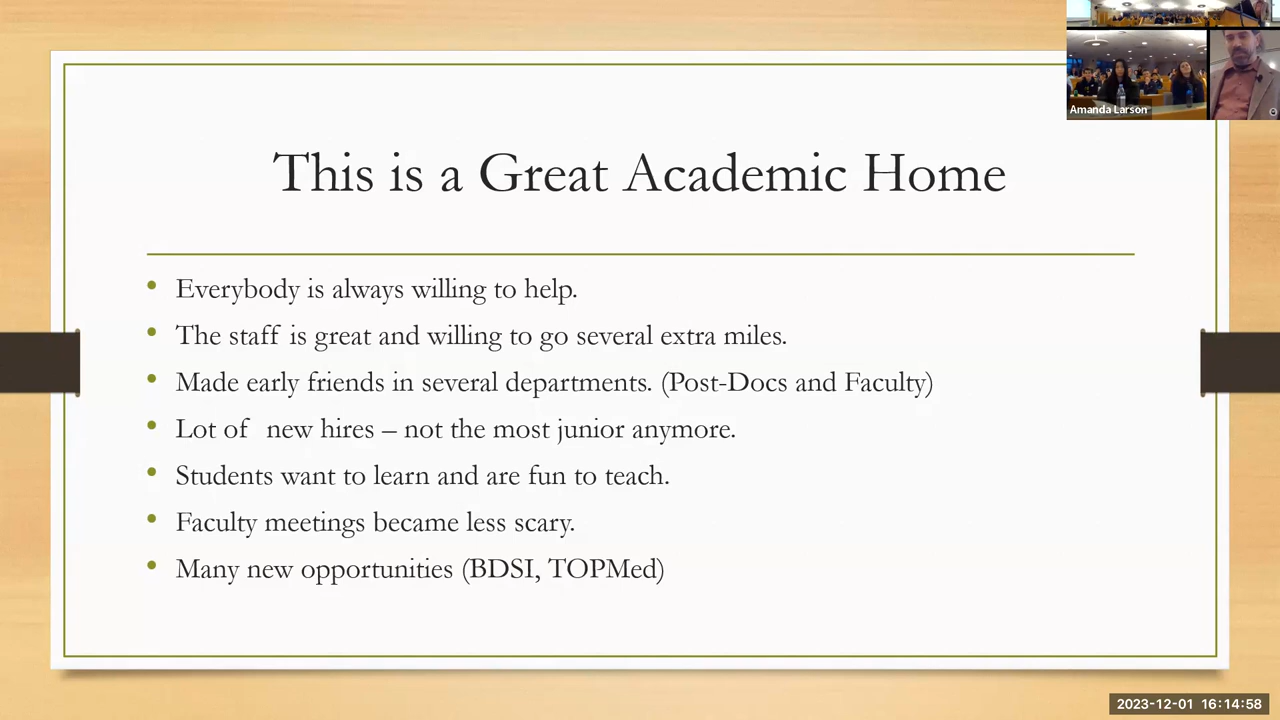 Amanda Larson
This is a Great Academic Home
• Everybody is always willing to help.
• The staff is great and willing to go several extra miles.
• Made early friends in several departments. (Post-Docs and Faculty)
• Lot of  new hires – not the most junior anymore.
• Students want to learn and are fun to teach.
• Faculty meetings became less scary.
• Many new opportunities (BDSI, TOPMed)
2023-12-01 16:14:58